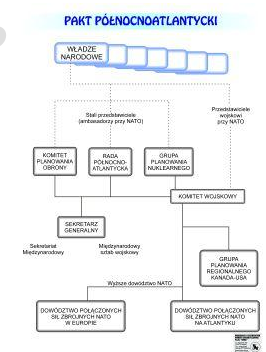 PAKT PÓŁNOCNOATLANTYCKI
WŁADZE
NARODOWE
Stali przedstawiciele
(ambasadorzy przy NATO)
Przedstawiciele
wojskowi
przy NATO
KOMITET
PLANOWANIA
OBRONY
RADA
PÓŁNOCNO-
ATLANTYCKA
GRUPA
PLANOWANIA
NUKLEARNEGO
KOMITET WOJSKOWY
SEKRETARZ
GENERALNY
Sekretariat
Międzynarodowy
Międzynarodowy
sztab wojskowy
GRUPA
PLANOWANIA
REGIONALNEGO
KANADA-USA
Wyższe dowództwo NATO
DOWÓDZTWO POŁĄCZONYCH
SIŁ ZBROJNYCH NATO
W EUROPIE
DOWÓDZTWO POŁĄCZONYCH
SIŁ ZBROJNYCH NATO
NA ATLANTYKU